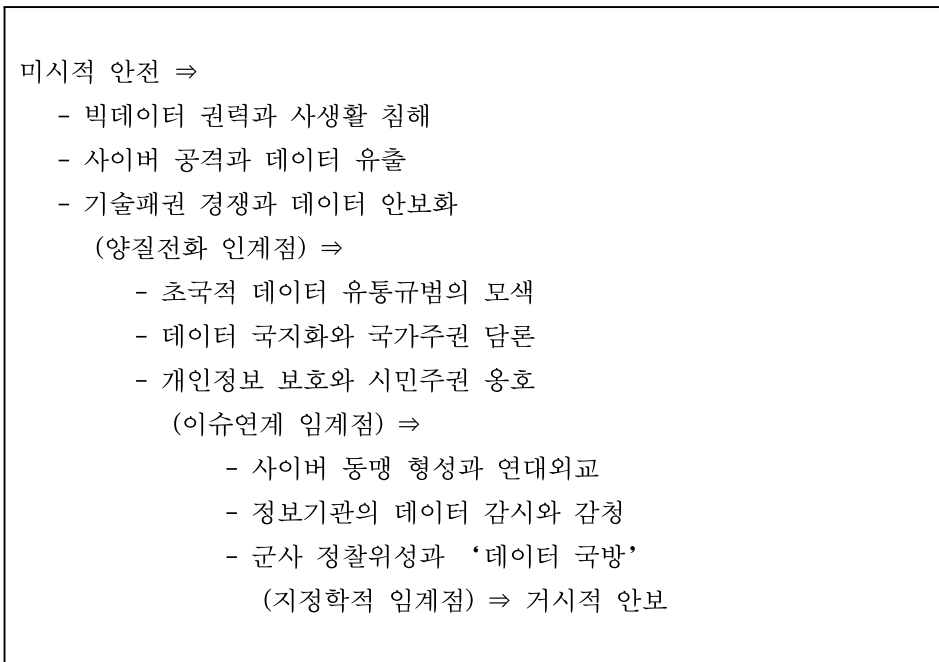 미시적 안전 ⇒
- 빅데이터 권력과 사생활 침해
- 사이버 공격과 데이터 유출
- 기술패권 경쟁과 데이터 안보화
(양질전화 인계점) ⇒
- 초국적 데이터 유통규범의 모색
- 데이터 국지화와 국가주권 담론
- 개인정보 보호와 시민주권 옹호
(이슈연계 임계점) ⇒
- 사이버 동맹 형성과 연대외교
- 정보기관의 데이터 감시와 감청
- 군사 정찰위성과 ‘데이터 국방’
(지정학적 임계점) ⇒ 거시적 안보